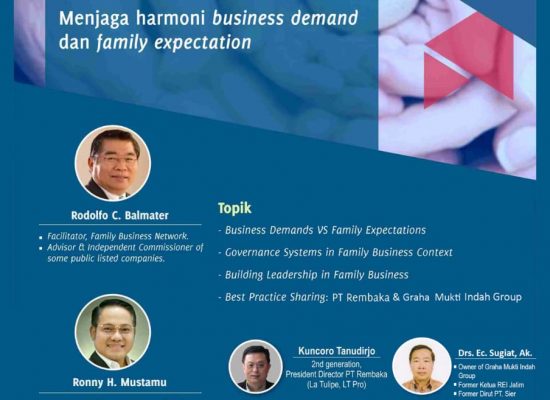 Menjaga harmoni business demand
dan family expectation
Rodolfo C. Balmater
• Facilitator, Family Business Network.
• Advisor & Independent Commissioner of
some public listed companies.
Ronny H. Mustamu
Topik
- Business Demands VS Family Expectations
- Governance Systems in Family Business Context
- Building Leadership in Family Business
- Best Practice Sharing: PT Rembaka & Graha Mukti Indah Group
Kuncoro Tanudirjo
2nd generation,
President Director PT Rembaka
(La Tulipe, LT Pro)
Drs. Ec. Sugiat, Ak.
• Owner of Graha Mukti Indah
Group
• Former Ketua REI Jatim
• Former Dirut PT. Sier